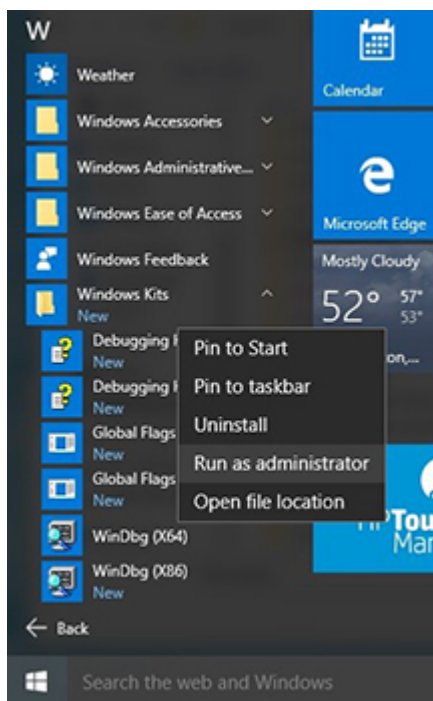 W
Weather
Windows Accessories
Windows Administrative...
Windows Ease of Access
Windows Feedback
Windows Kits
New
Debugging
New
Debugging
New
Global Flags
New
Global Flags
New
WinDbg (X64)
WinDbg (X86)
New
Back
Search the web and Windows
Pin to Start
Pin to taskbar
Uninstall
Run as administrator
Open file location
Calendar
Microsoft Edge
Mostly Cloudy
52° 57°
53°
on,...